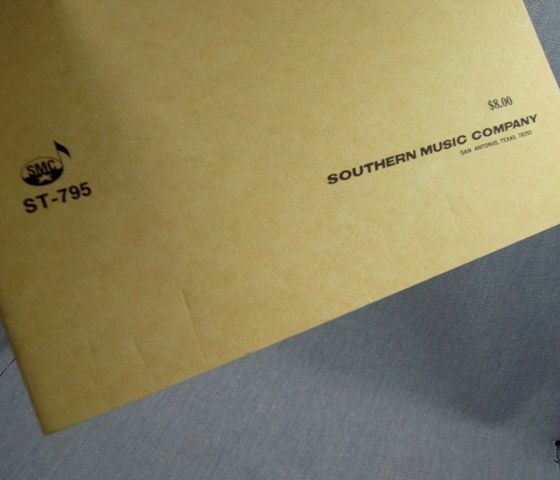 $8.00
SMC
ST-795
SOUTHERN MUSIC COMPANY
SAN ANTONIO, TEXAS 78292